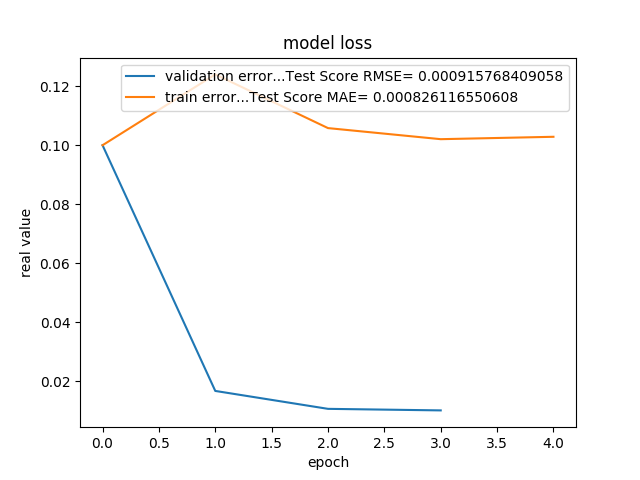 model loss
validation error...Test Score RMSE= 0.000915768409058
train error...Test Score MAE= 0.000826116550608
0.12
0.10
0.08
0.06
0.04
0.02
real value
0.0 0.5 1.0 1.5 2.0 2.5 3.0 3.5 4.0
epoch